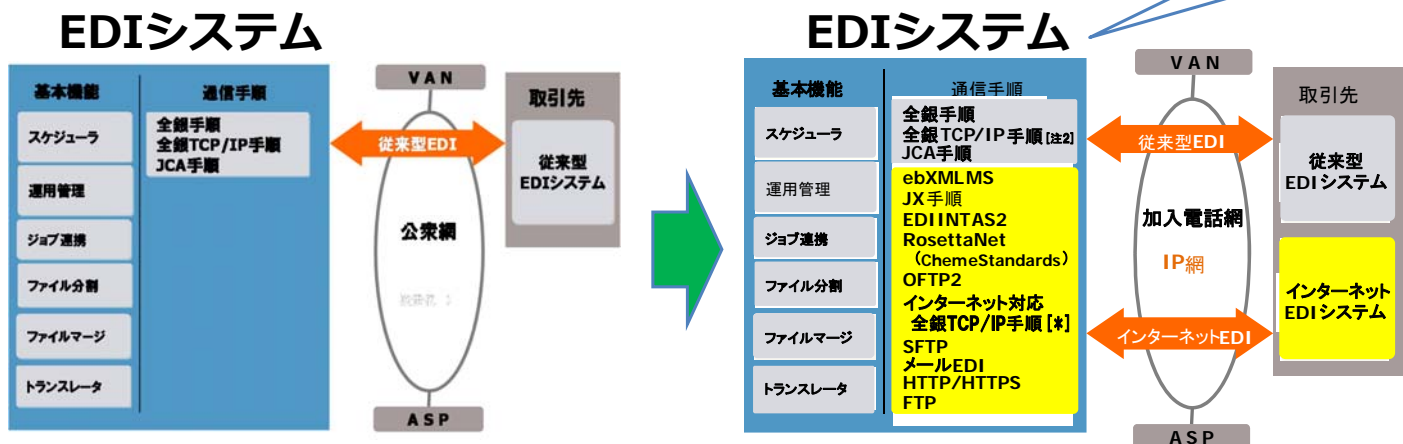 EDIシステム
基本機能
通信手順
スケジューラ
運用管理
ジョブ連携
ファイル分割
ファイルマージ
トランスレータ
全銀手順
全銀TCP/IP手順
JCA手順
VAN
従来型EDI
公衆網
ASP
取引先
従来型
EDIシステム
EDIシステム
基本機能
通信手順
スケジューラ
運用管理
ジョブ連携
ファイル分割
ファイルマージ
トランスレータ
全銀手順
全銀TCP/IP手順[注2]
JCA手順
ebXMLMS
JX手順
EDIINTAS2
RosettaNet
（ChemeStandards）
OFTP2
インターネット対応
全銀TCP/IP手順[*]
SFTP
メールEDI
HTTP/HTTPS
FTP
VAN
従来型EDI
加入電話網
IP網
インターネットEDI
ASP
取引先
従来型
EDIシステム
インターネット
EDIシステム